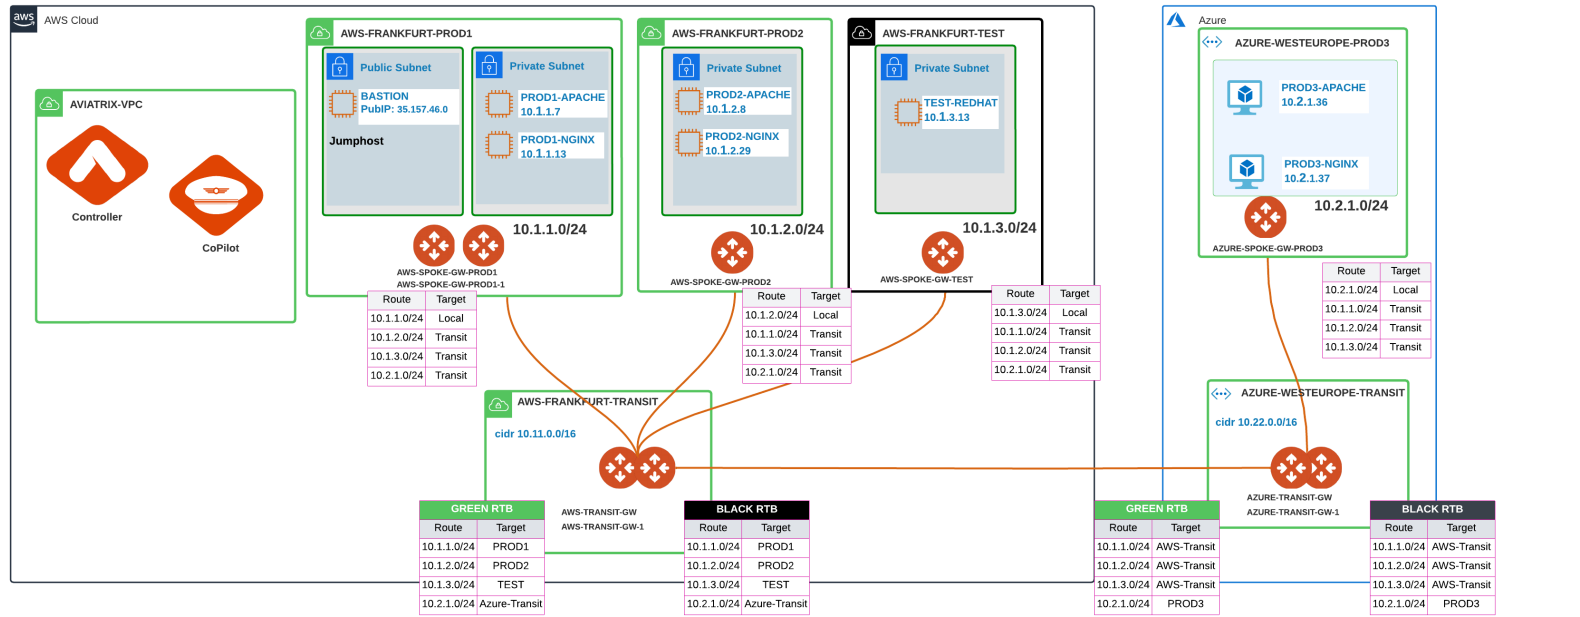 aws
AWS Cloud
AVIATRIX-VPC
Controller
CoPilot
AWS-FRANKFURT-PROD1
Public Subnet
BASTION
PubIP: 35.157.46.0
Jumphost
Private Subnet
PROD1-APACHE
10.1.1.7
PROD1-NGINX
10.1.1.13
10.1.1.0/24
AWS-SPOKE-GW-PROD1
AWS-SPOKE-GW-PROD1-1
Route Target
10.1.1.0/24 Local
10.1.2.0/24 Transit
10.1.3.0/24 Transit
10.2.1.0/24 Transit
AWS-FRANKFURT-PROD2
Private Subnet
PROD2-APACHE
10.1.2.8
PROD2-NGINX
10.1.2.29
10.1.2.0/24
AWS-SPOKE-GW-PROD2
Route Target
10.1.2.0/24 Local
10.1.1.0/24 Transit
10.1.3.0/24 Transit
10.2.1.0/24 Transit
AWS-FRANKFURT-TEST
Private Subnet
TEST-REDHAT
10.1.3.13
10.1.3.0/24
AWS-SPOKE-GW-TEST
Route Target
10.1.3.0/24 Local
10.1.1.0/24 Transit
10.1.2.0/24 Transit
10.2.1.0/24 Transit
Azure
AZURE-WESTEUROPE-PROD3
PROD3-APACHE
10.2.1.36
PROD3-NGINX
10.2.1.37
10.2.1.0/24
AZURE-SPOKE-GW-PROD3
Route Target
10.2.1.0/24 Local
10.1.1.0/24 Transit
10.1.2.0/24 Transit
10.1.3.0/24 Transit
AWS-FRANKFURT-TRANSIT
cidr 10.11.0.0/16
AWS-TRANSIT-GW
AWS-TRANSIT-GW-1
GREEN RTB
Route Target
10.1.1.0/24 PROD1
10.1.2.0/24 PROD2
10.1.3.0/24 TEST
10.2.1.0/24 Azure-Transit
BLACK RTB
Route Target
10.1.1.0/24 PROD1
10.1.2.0/24 PROD2
10.1.3.0/24 TEST
10.2.1.0/24 Azure-Transit
AZURE-WESTEUROPE-TRANSIT
cidr 10.22.0.0/16
AZURE-TRANSIT-GW
AZURE-TRANSIT-GW-1
GREEN RTB
Route Target
10.1.1.0/24 AWS-Transit
10.1.2.0/24 AWS-Transit
10.1.3.0/24 AWS-Transit
10.2.1.0/24 PROD3
BLACK RTB
Route Target
10.1.1.0/24 AWS-Transit
10.1.2.0/24 AWS-Transit
10.1.3.0/24 AWS-Transit
10.2.1.0/24 PROD3